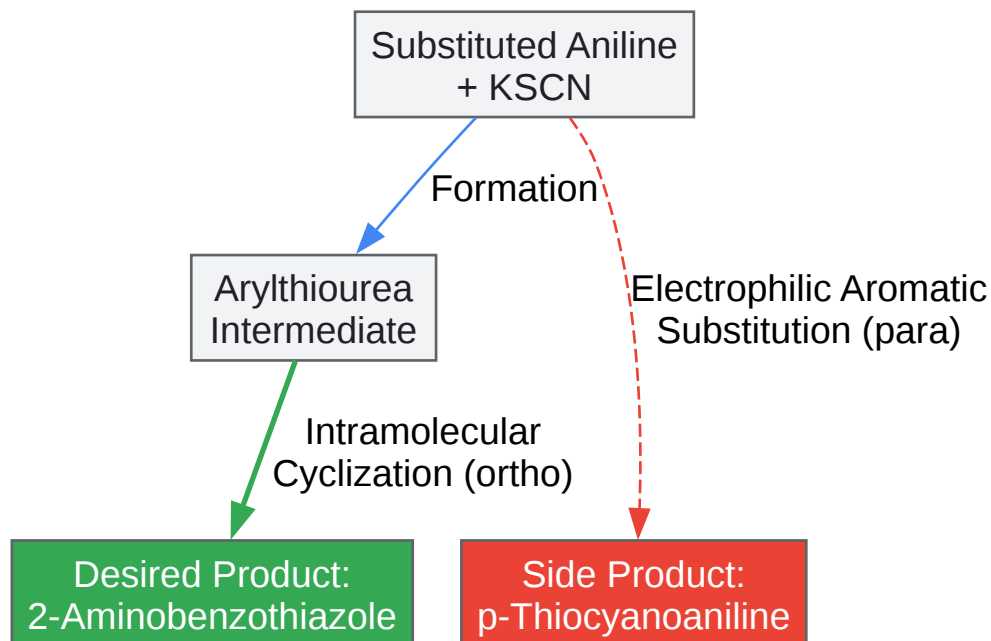 Substituted Aniline
+ KSCN
Formation
Arylthiourea
Intermediate
Electrophilic Aromatic
Substitution (para)
Intramolecular
Cyclization (ortho)
Desired Product:
2-Aminobenzothiazole
Side Product:
p-Thiocyanoaniline